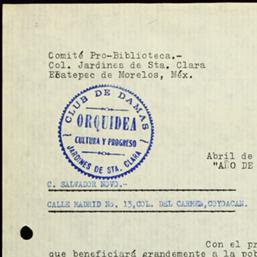 Comité Pro-Biblioteca.-
Col. Jardines de Sta. Clara
Ecatepec de Morelos, Méx.
CLUB DE DAMAS
ORQUIDEA
CULTURA Y PROGRESO
JARDINES DE STA. CLARA
Abril de
"AÑO DE
C. SALVADOR NOVO.-
CALLE MADRID No. 13, COL. DEL CARMEN, COYOACAN.
Con el pr
que beneficiará grandemente a la pob